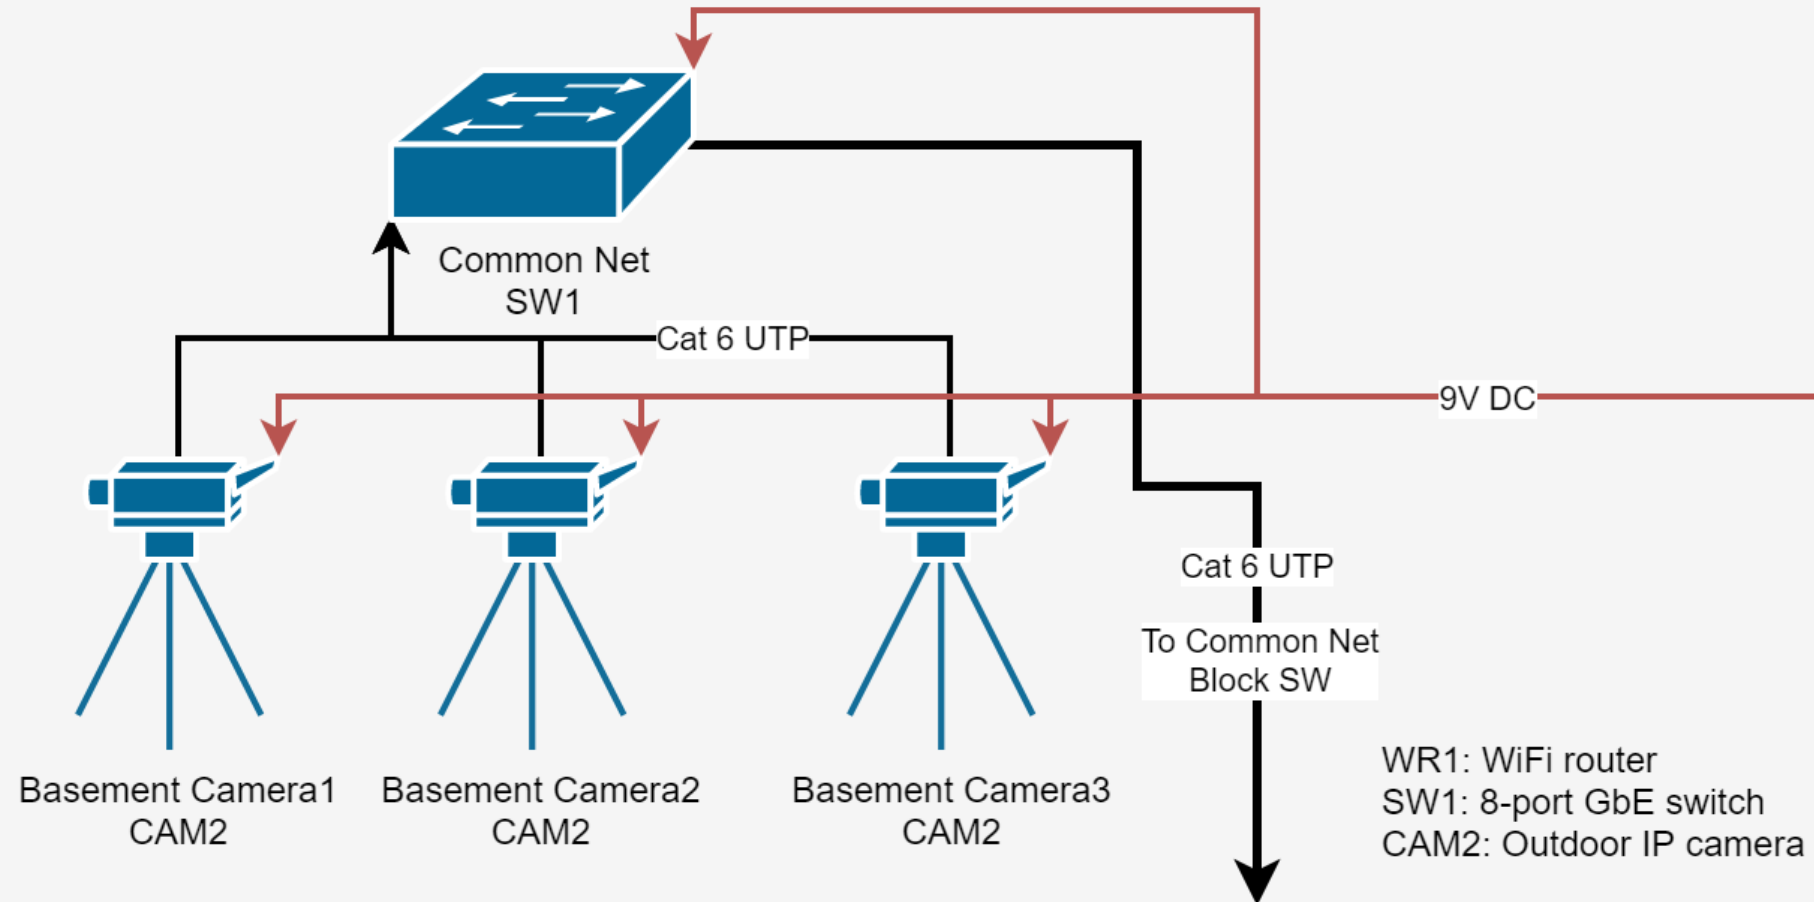 Common Net
SW1
Cat 6 UTP
9V DC
Cat 6 UTP
To Common Net
Block SW
Basement Camera1
CAM2
Basement Camera2
CAM2
Basement Camera3
CAM2
WR1: WiFi router
SW1: 8-port GbE switch
CAM2: Outdoor IP camera